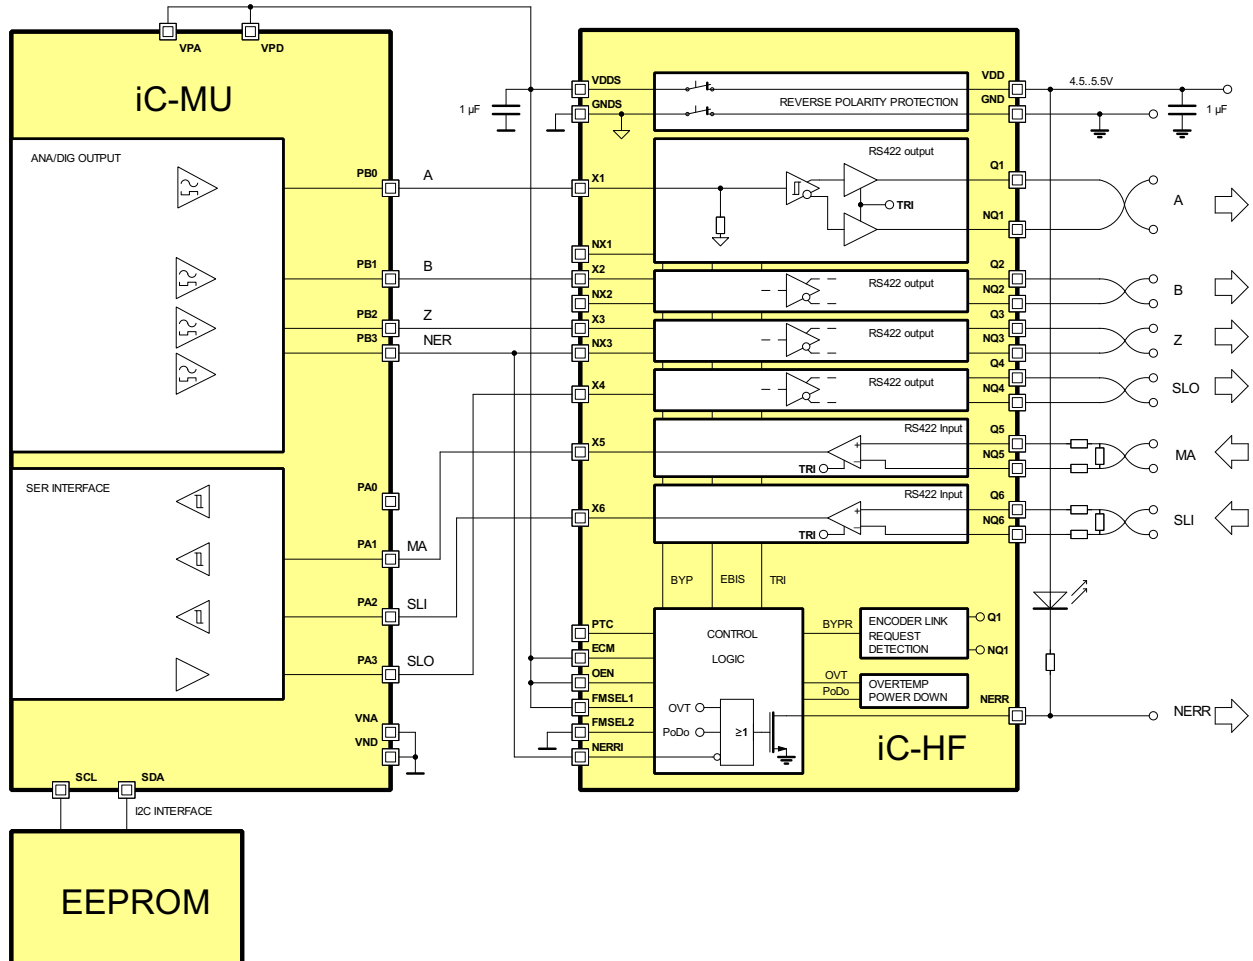 VPA
VPD
iC-MU
ANA/DIG OUTPUT
PB0
A
PB1
B
PB2
Z
PB3
NER
SER INTERFACE
PA0
PA1
MA
PA2
SLI
PA3
SLO
VNA
VND
SCL
SDA
I2C INTERFACE
EEPROM
1 µF
VDDS
GNDS
REVERSE POLARITY PROTECTION
VDD
GND
4.5..5.5V
1 µF
X1
RS422 output
TRI
Q1
NQ1
A
NX1
X2
NX2
RS422 output
Q2
NQ2
B
X3
NX3
RS422 output
Q3
NQ3
Z
X4
RS422 output
Q4
NQ4
SLO
X5
RS422 Input
TRI
Q5
NQ5
MA
X6
RS422 Input
TRI
Q6
NQ6
SLI
BYP
EBIS
TRI
PTC
ECM
OEN
FMSEL1
FMSEL2
NERRI
CONTROL
LOGIC
OVT
PoDo
≥1
BYPR
ENCODER LINK
REQUEST
DETECTION
Q1
NQ1
OVT
PoDo
OVERTEMP
POWER DOWN
NERR
NERR
iC-HF